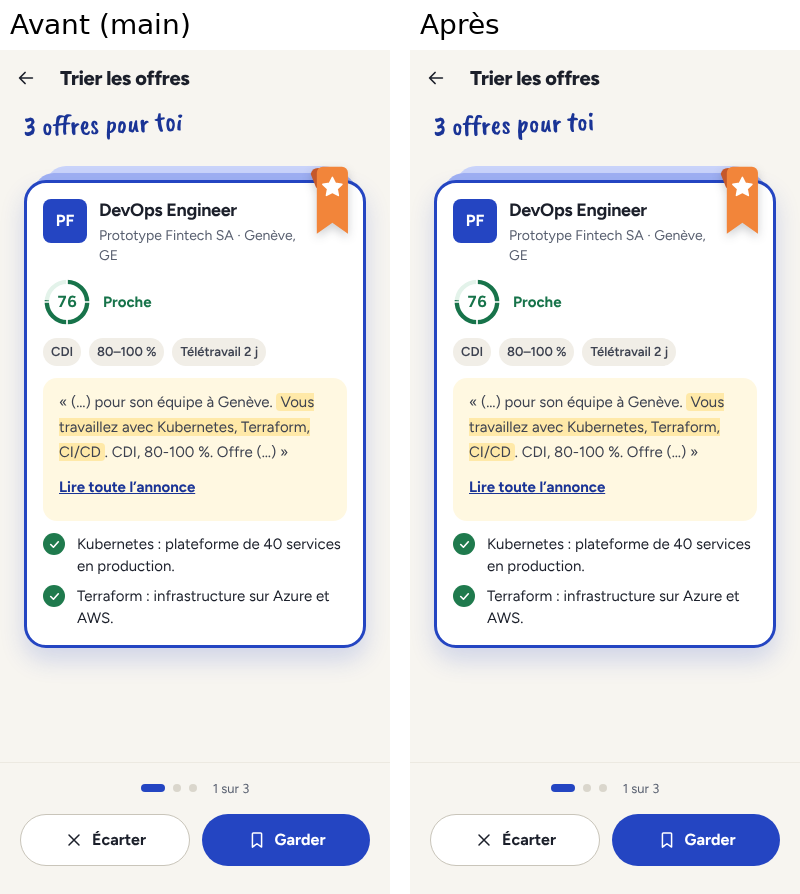 Avant (main)
Trier les offres
3 offres pour toi
PF
DevOps Engineer
Prototype Fintech SA · Genève,
GE
76
Proche
CDI
80–100 %
Télétravail 2 j
« (…) pour son équipe à Genève. Vous
travaillez avec Kubernetes, Terraform,
CI/CD . CDI, 80-100 %. Offre (…) »
Lire toute l’annonce
Kubernetes : plateforme de 40 services
en production.
Terraform : infrastructure sur Azure et
AWS.
1 sur 3
Écarter
Garder
Après
Trier les offres
3 offres pour toi
PF
DevOps Engineer
Prototype Fintech SA · Genève,
GE
76
Proche
CDI
80–100 %
Télétravail 2 j
« (…) pour son équipe à Genève. Vous
travaillez avec Kubernetes, Terraform,
CI/CD . CDI, 80-100 %. Offre (…) »
Lire toute l’annonce
Kubernetes : plateforme de 40 services
en production.
Terraform : infrastructure sur Azure et
AWS.
1 sur 3
Écarter
Garder